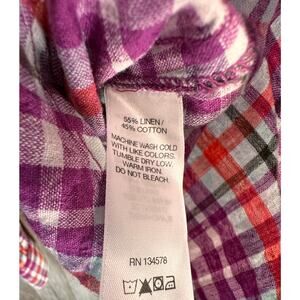 55% LINEN/
45% COTTON
MACHINE WASH COLD
WITH LIKE COLORS.
TUMBLE DRY LOW.
WARM IRON.
DO NOT BLEACH.
RN 134578